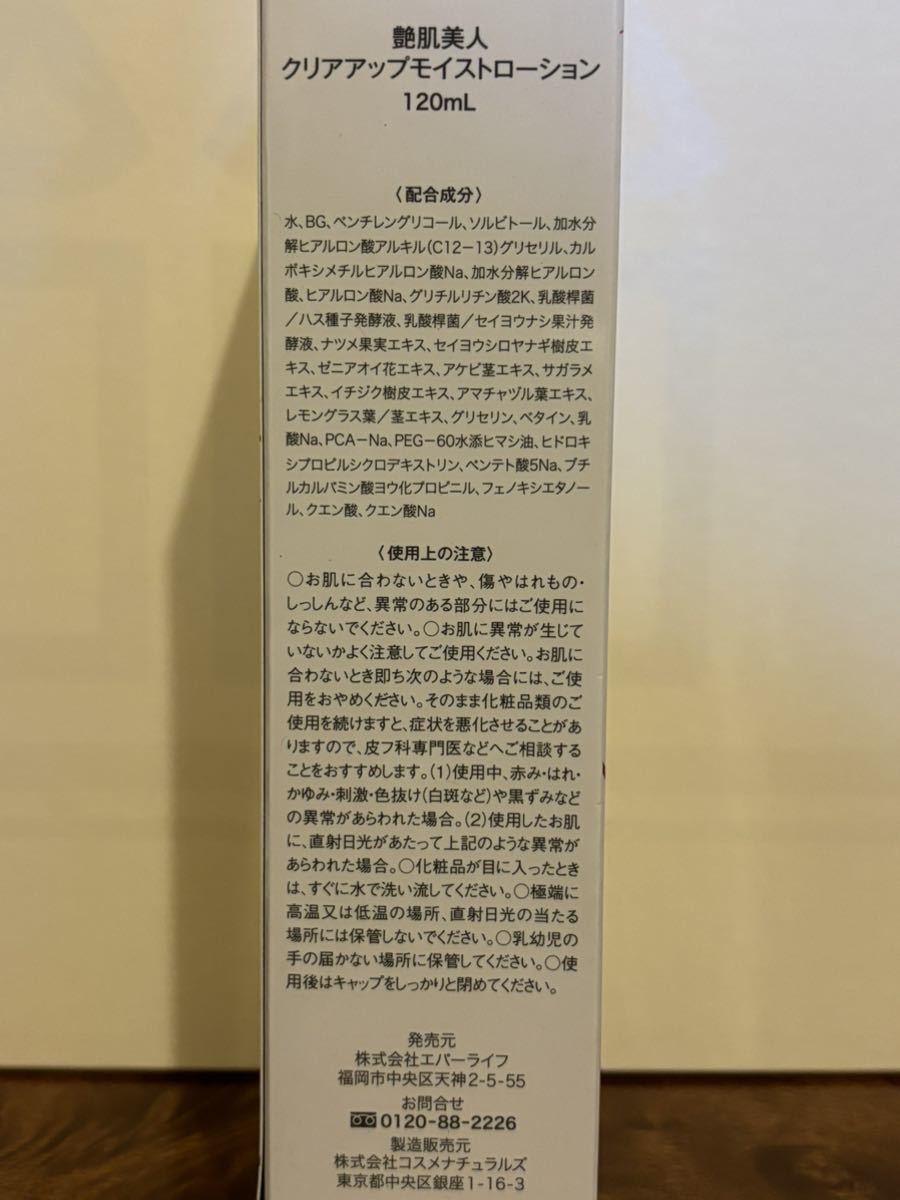 艶肌美人
クリアアップモイストローション
120mL
〈配合成分〉
水、BG、ペンチレングリコール、ソルビトール、加水分
解ヒアルロン酸アルキル(C12−13)グリセリル、カル
ボキシメチルヒアルロン酸Na、加水分解ヒアルロン
酸、ヒアルロン酸Na、グリチルリチン酸2K、乳酸桿菌
/ハス種子発酵液、乳酸桿菌/セイヨウナシ果汁発
酵液、ナツメ果実エキス、セイヨウシロヤナギ樹皮エ
キス、ゼニアオイ花エキス、アケビ茎エキス、サガラメ
エキス、イチジク樹皮エキス、アマチャヅル葉エキス、
レモングラス葉/茎エキス、グリセリン、ベタイン、乳
酸Na、PCA−Na、PEG−60水添ヒマシ油、ヒドロキ
シプロピルシクロデキストリン、ペンテト酸5Na、ブチ
ルカルバミン酸ヨウ化プロピニル、フェノキシエタノー
ル、クエン酸、クエン酸Na
〈使用上の注意〉
○お肌に合わないときや、傷やはれもの・
しっしんなど、異常のある部分にはご使用に
ならないでください。○お肌に異常が生じて
いないかよく注意してご使用ください。お肌に
合わないとき即ち次のような場合には、ご使
用をおやめください。そのまま化粧品類のご
使用を続けますと、症状を悪化させることがあ
りますので、皮フ科専門医などへご相談する
ことをおすすめします。(1)使用中、赤み・はれ・
かゆみ・刺激・色抜け(白斑など)や黒ずみなど
の異常があらわれた場合。(2)使用したお肌
に、直射日光があたって上記のような異常が
あらわれた場合。○化粧品が目に入ったとき
は、すぐに水で洗い流してください。○極端に
高温又は低温の場所、直射日光の当たる
場所には保管しないでください。○乳幼児の
手の届かない場所に保管してください。○使
用後はキャップをしっかりと閉めてください。
発売元
株式会社エバーライフ
福岡市中央区天神2-5-55
お問合せ
0120-88-2226
製造販売元
株式会社コスメナチュラルズ
東京都中央区銀座1-16-3